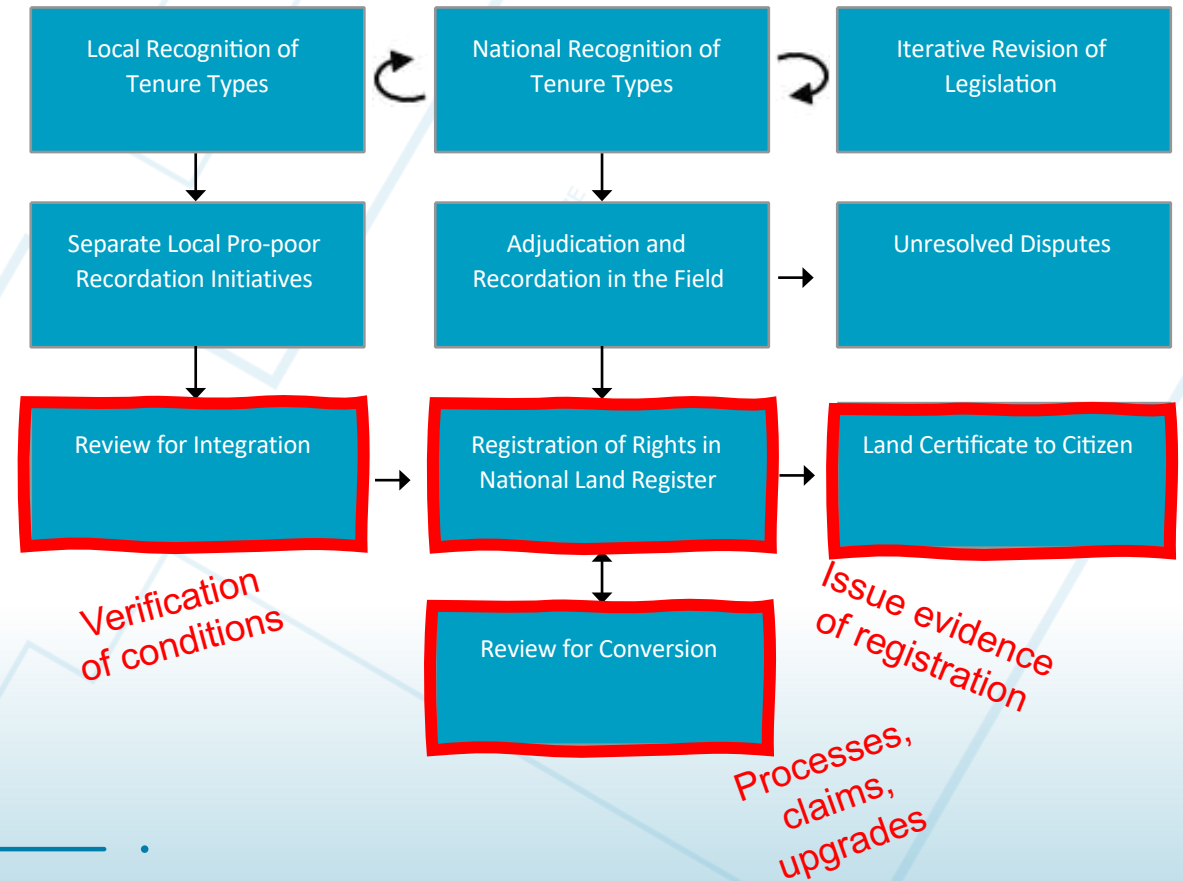 Local Recognition of
Tenure Types
National Recognition of
Tenure Types
Iterative Revision of
Legislation
Separate Local Pro-poor
Recordation Initiatives
Adjudication and
Recordation in the Field
Unresolved Disputes
Review for Integration
Registration of Rights in
National Land Register
Land Certificate to Citizen
Verification
of conditions
Review for Conversion
Issue evidence
of registration
Processes,
claims,
upgrades